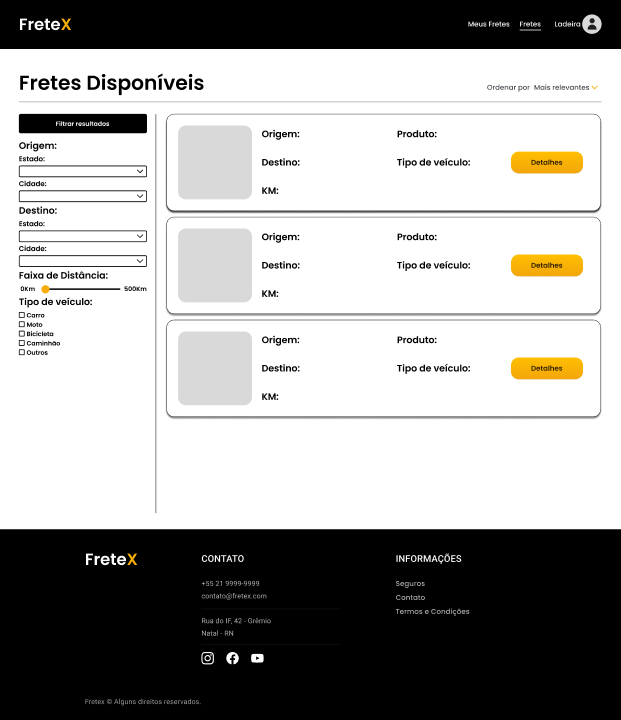 FreteX
Meus Fretes
Fretes
Ladeira
Fretes Disponíveis
Ordenar por Mais relevantes
Filtrar resultados
Origem:
Estado:
Cidade:
Destino:
Estado:
Cidade:
Faixa de Distância:
0Km
500Km
Tipo de veículo:
Carro
Moto
Bicicleta
Caminhão
Outros
Origem:
Produto:
Destino:
Tipo de veículo:
Detalhes
KM:
Origem:
Produto:
Destino:
Tipo de veículo:
Detalhes
KM:
Origem:
Produto:
Destino:
Tipo de veículo:
Detalhes
KM:
FreteX
CONTATO
+55 21 9999-9999
contato@fretex.com
Rua do IF, 42 - Grêmio
Natal - RN
INFORMAÇÕES
Seguros
Contato
Termos e Condições
Fretex © Alguns direitos reservados.